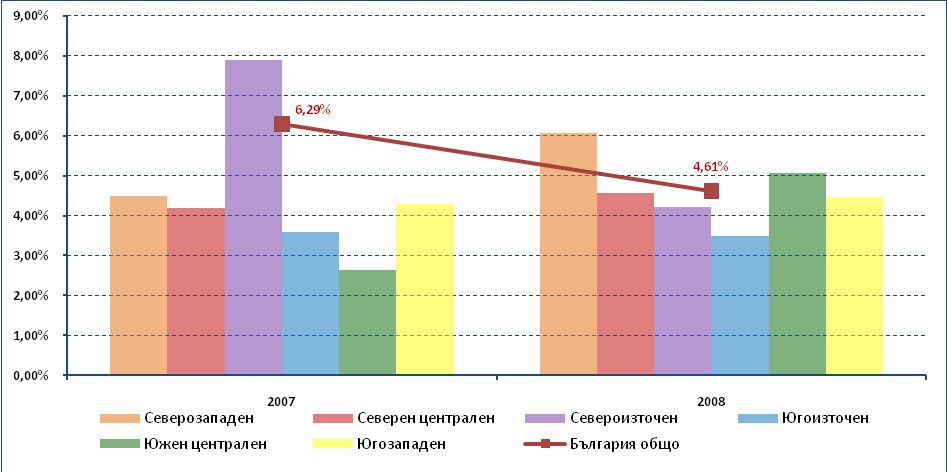 9,00%
8,00%
7,00%
6,00%
5,00%
4,00%
3,00%
2,00%
1,00%
0,00%
6,29%
4,61%
2007
2008
Северозападен
Северен централен
Североизточен
Югоизточен
Южен централен
Югозападен
България общо